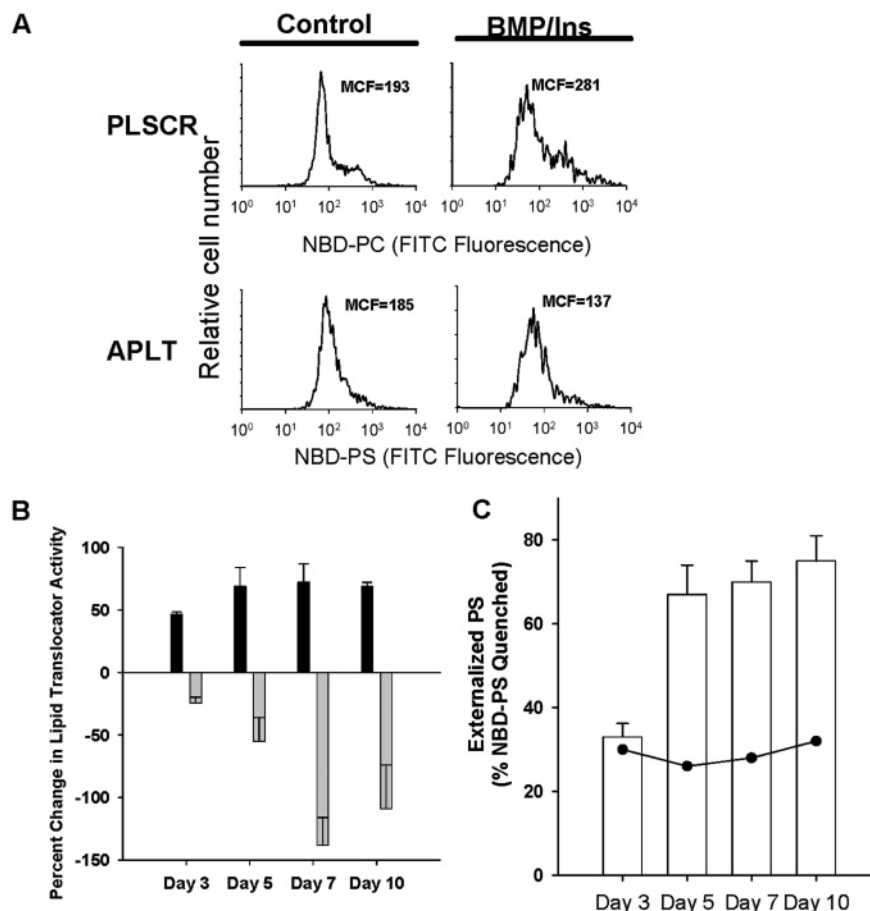 A
Control
BMP/Ins
PLSCR
MCF=193
MCF=281
10⁰ 10¹ 10² 10³ 10⁴
10⁰ 10¹ 10² 10³ 10⁴
NBD-PC (FITC Fluorescence)
Relative cell number
APLT
MCF=185
MCF=137
10⁰ 10¹ 10² 10³ 10⁴
10⁰ 10¹ 10² 10³ 10⁴
NBD-PS (FITC Fluorescence)
B
Percent Change in Lipid Translocator Activity
100
50
0
-50
-100
-150
Day 3 Day 5 Day 7 Day 10
C
Externalized PS
(% NBD-PS Quenched)
80
60
40
20
0
Day 3 Day 5 Day 7 Day 10